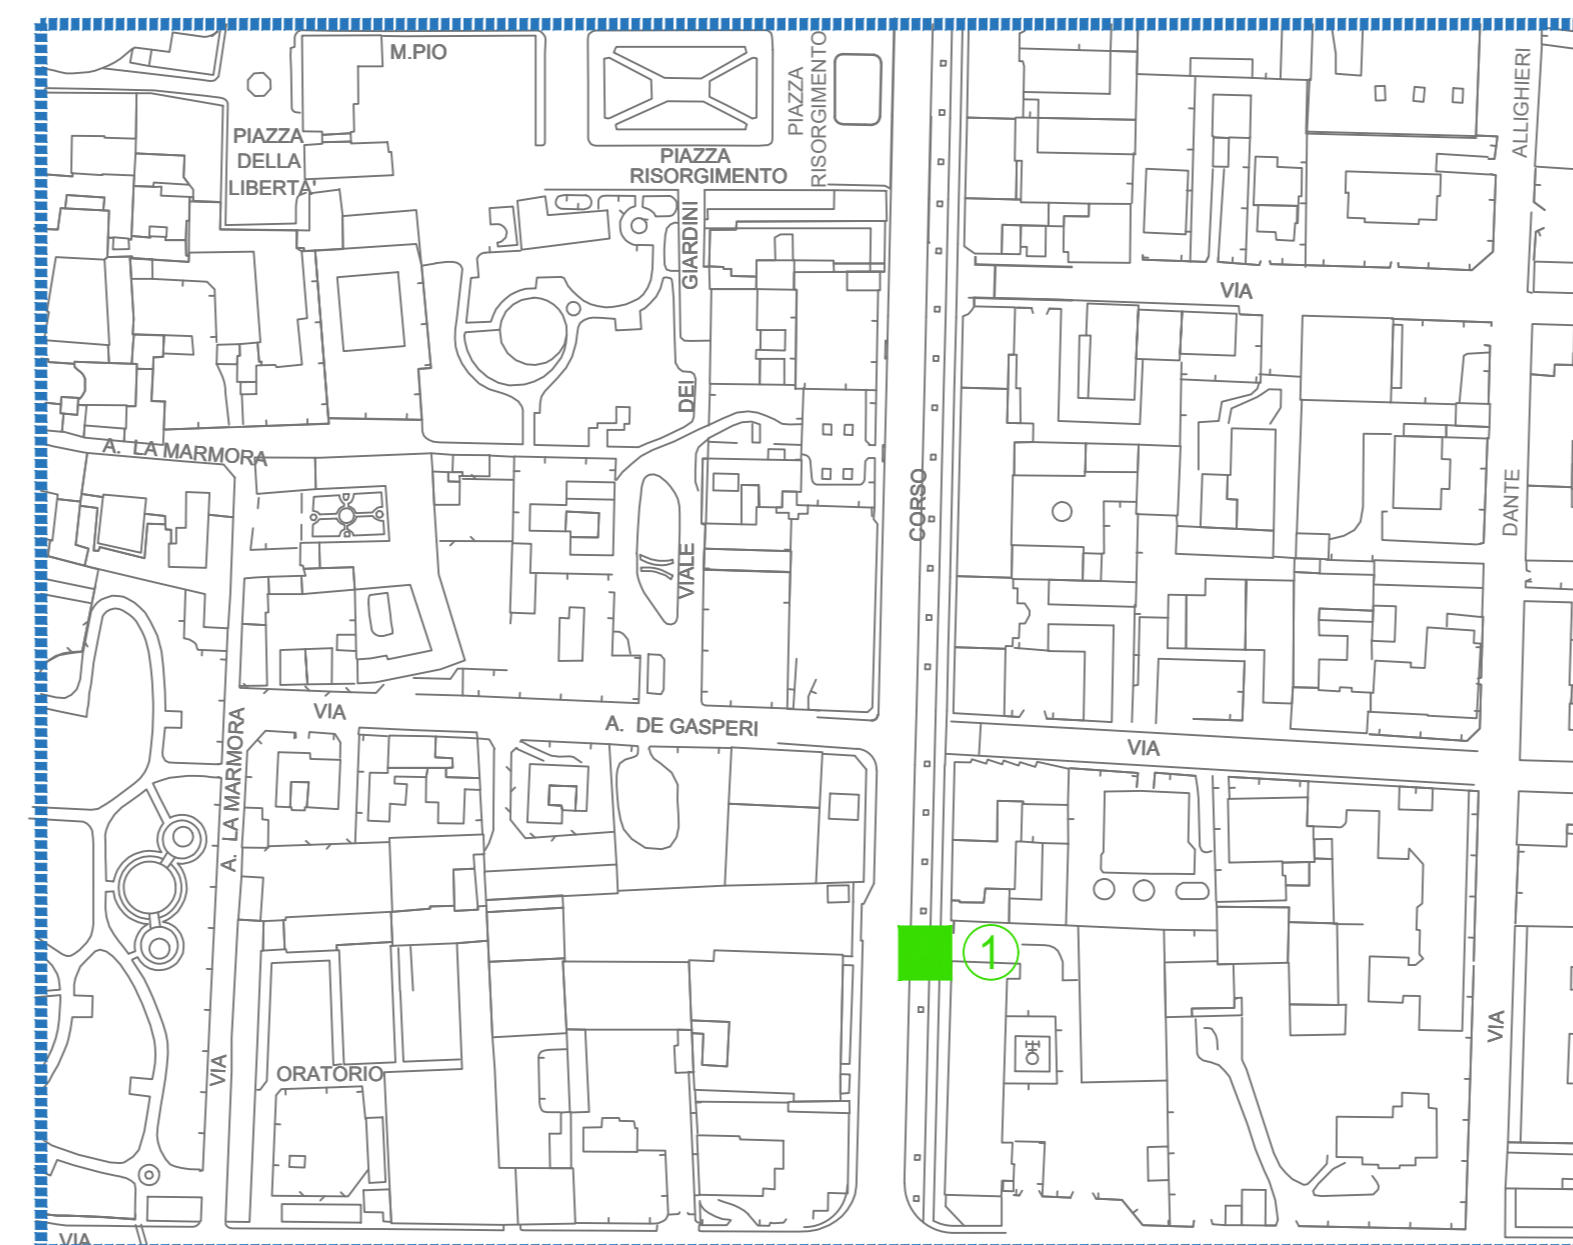 M.PIO
PIAZZA
RISORGIMENTO
ALLIGHIERI
PIAZZA
DELLA
LIBERTA'
PIAZZA
RISORGIMENTO
GIARDINI
VIA
DEI
A. LA MARMORA
CORSO
DANTE
VIALE
VIA
A. DE GASPERI
A. LA MARMORA
VIA
1
VIA
VIA
ORATORIO
VIA